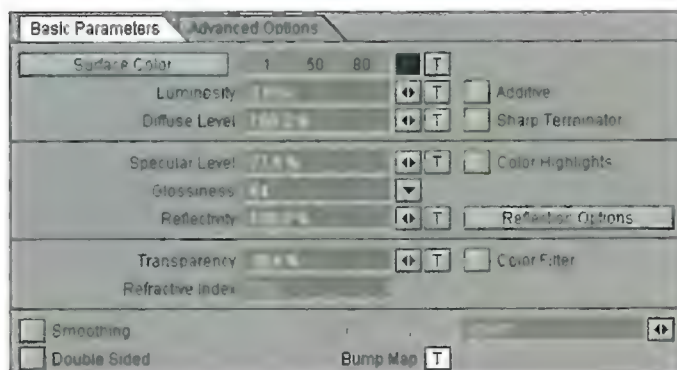 Basic Parameters Advanced Options
Surface Color 1 50 80 T
Luminosity T Additive
Diffuse Level T Sharp Terminator
Specular Level T Color Highlights
Glossiness
Reflectivity T Reflection Options
Transparency T Color Filter
Refractive Index
Smoothing
Double Sided Bump Map T